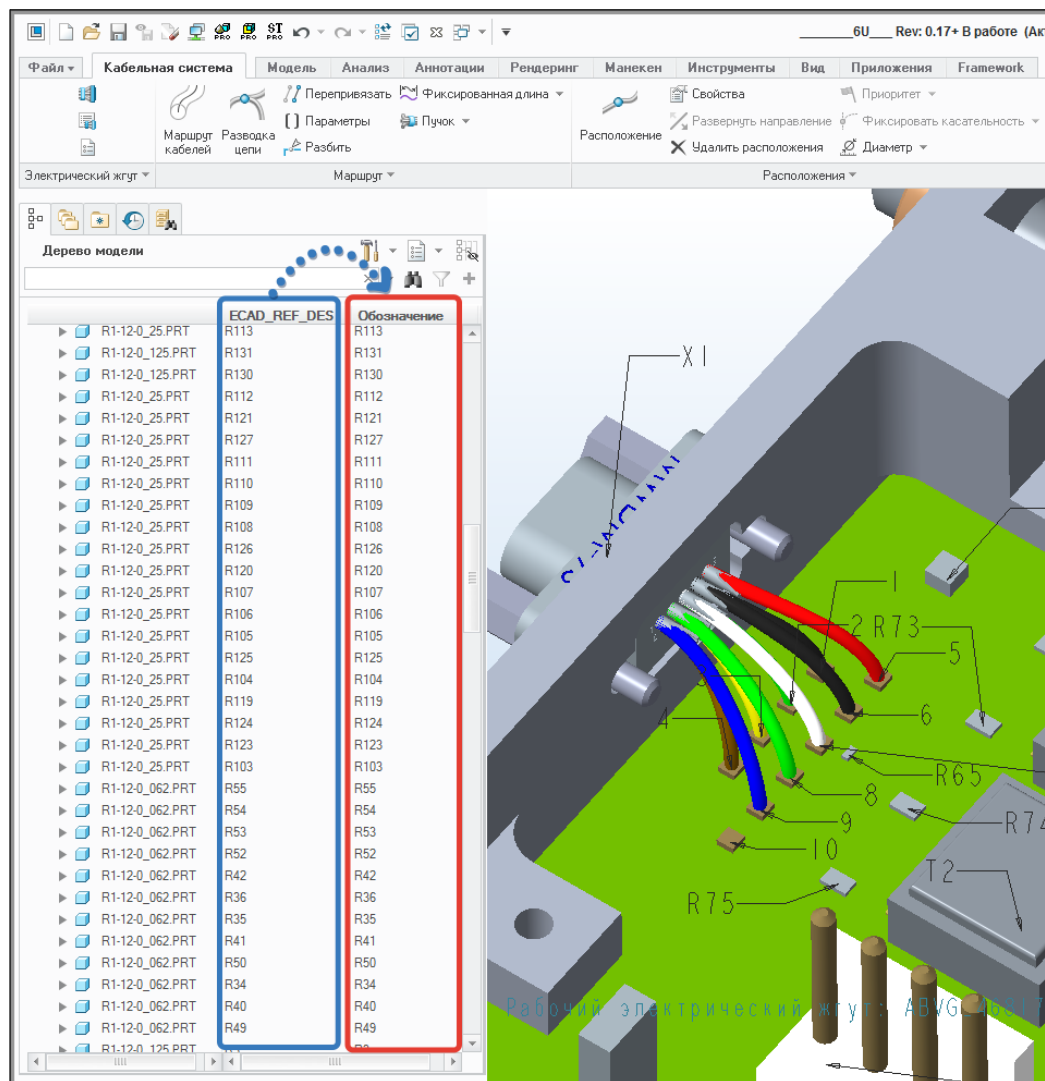 ______6U___ Rev: 0.17+ В работе (Ак
PRO PRO ST PRO
Файл Кабельная система Модель Анализ Аннотации Рендеринг Манекен Инструменты Вид Приложения Framework
Перепривязать Фиксированная длина Свойства Приоритет
Параметры Пучок Развернуть направление Фиксировать касательность
Маршрут кабелей Разводка цепи Разбить Расположение Удалить расположения Диаметр
Электрический жгут Маршрут Расположения
Дерево модели
ECAD_REF_DES Обозначение
R1-12-0_25.PRT R113 R113
R1-12-0_125.PRT R131 R131
R1-12-0_125.PRT R130 R130
R1-12-0_25.PRT R112 R112
R1-12-0_25.PRT R121 R121
R1-12-0_25.PRT R127 R127
R1-12-0_25.PRT R111 R111
R1-12-0_25.PRT R110 R110
R1-12-0_25.PRT R109 R109
R1-12-0_25.PRT R108 R108
R1-12-0_25.PRT R126 R126
R1-12-0_25.PRT R120 R120
R1-12-0_25.PRT R107 R107
R1-12-0_25.PRT R106 R106
R1-12-0_25.PRT R105 R105
R1-12-0_25.PRT R125 R125
R1-12-0_25.PRT R104 R104
R1-12-0_25.PRT R119 R119
R1-12-0_25.PRT R124 R124
R1-12-0_25.PRT R123 R123
R1-12-0_25.PRT R103 R103
R1-12-0_062.PRT R55 R55
R1-12-0_062.PRT R54 R54
R1-12-0_062.PRT R53 R53
R1-12-0_062.PRT R52 R52
R1-12-0_062.PRT R42 R42
R1-12-0_062.PRT R36 R36
R1-12-0_062.PRT R35 R35
R1-12-0_062.PRT R41 R41
R1-12-0_062.PRT R50 R50
R1-12-0_062.PRT R34 R34
R1-12-0_062.PRT R40 R40
R1-12-0_062.PRT R49 R49
R1-12-0_125.PRT
X1
1
2 R73
5
4
6
R65
8
9
R74
10
T2
R75
Рабочий электрический жгут: ABVG